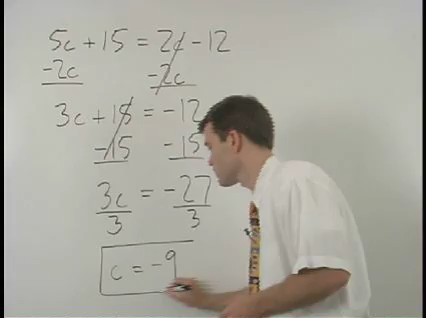 5c + 15 = 2c - 12
-2c -2c
3c + 15 = -12
-15 -15
3c = -27
3 3
c = -9